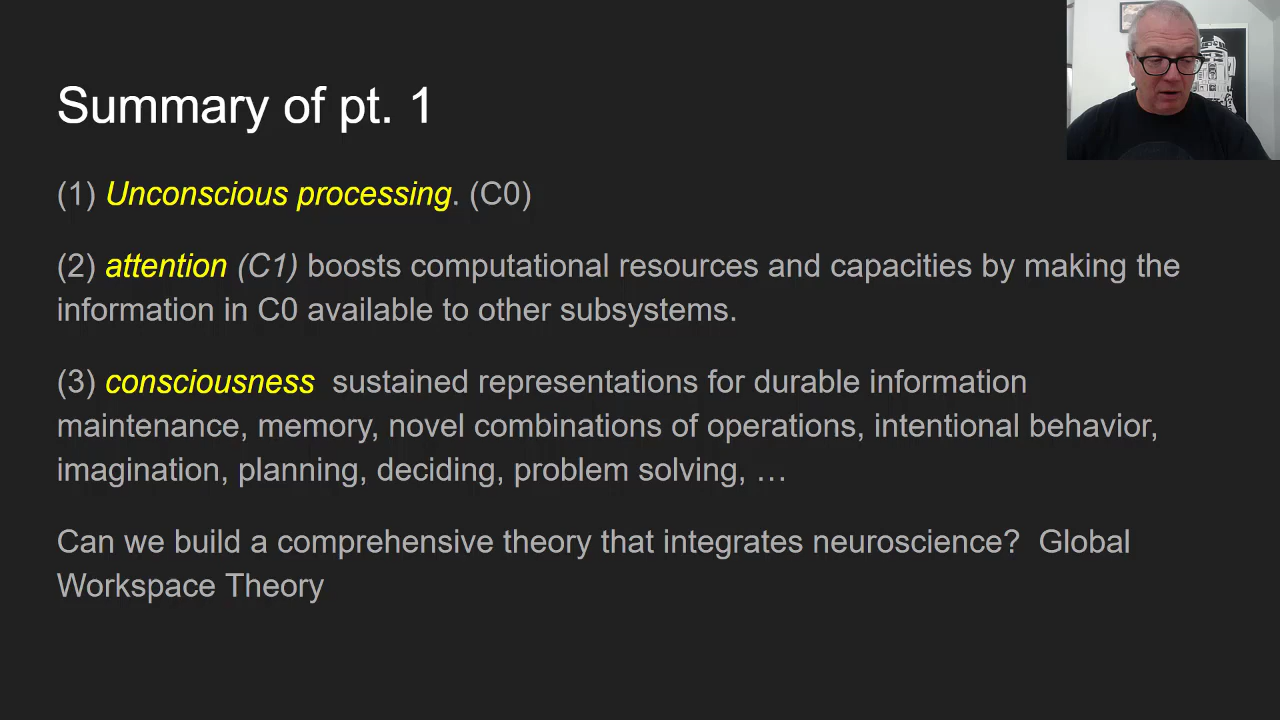 Summary of pt. 1
(1) Unconscious processing. (C0)
(2) attention (C1) boosts computational resources and capacities by making the
information in C0 available to other subsystems.
(3) consciousness  sustained representations for durable information
maintenance, memory, novel combinations of operations, intentional behavior,
imagination, planning, deciding, problem solving, …
Can we build a comprehensive theory that integrates neuroscience?  Global
Workspace Theory